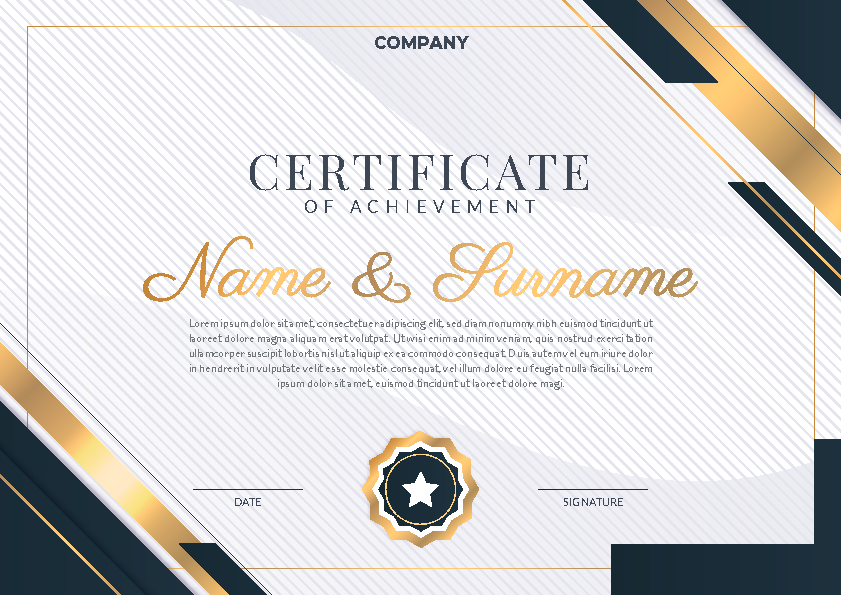 COMPANY
CERTIFICATE
OF ACHIEVEMENT
Name & Surname
Lorem ipsum dolor sit amet, consectetuer adipiscing elit, sed diam nonummy nibh euismod tincidunt ut
laoreet dolore magna aliquam erat volutpat. Ut wisi enim ad minim veniam, quis nostrud exerci tation
ullamcorper suscipit lobortis nisl ut aliquip ex ea commodo consequat. Duis autem vel eum iriure dolor
in hendrerit in vulputate velit esse molestie consequat, vel illum dolore eu feugiat nulla facilisi. Lorem
ipsum dolor sit amet, euismod tincidunt ut laoreet dolore magi.
DATE
SIGNATURE